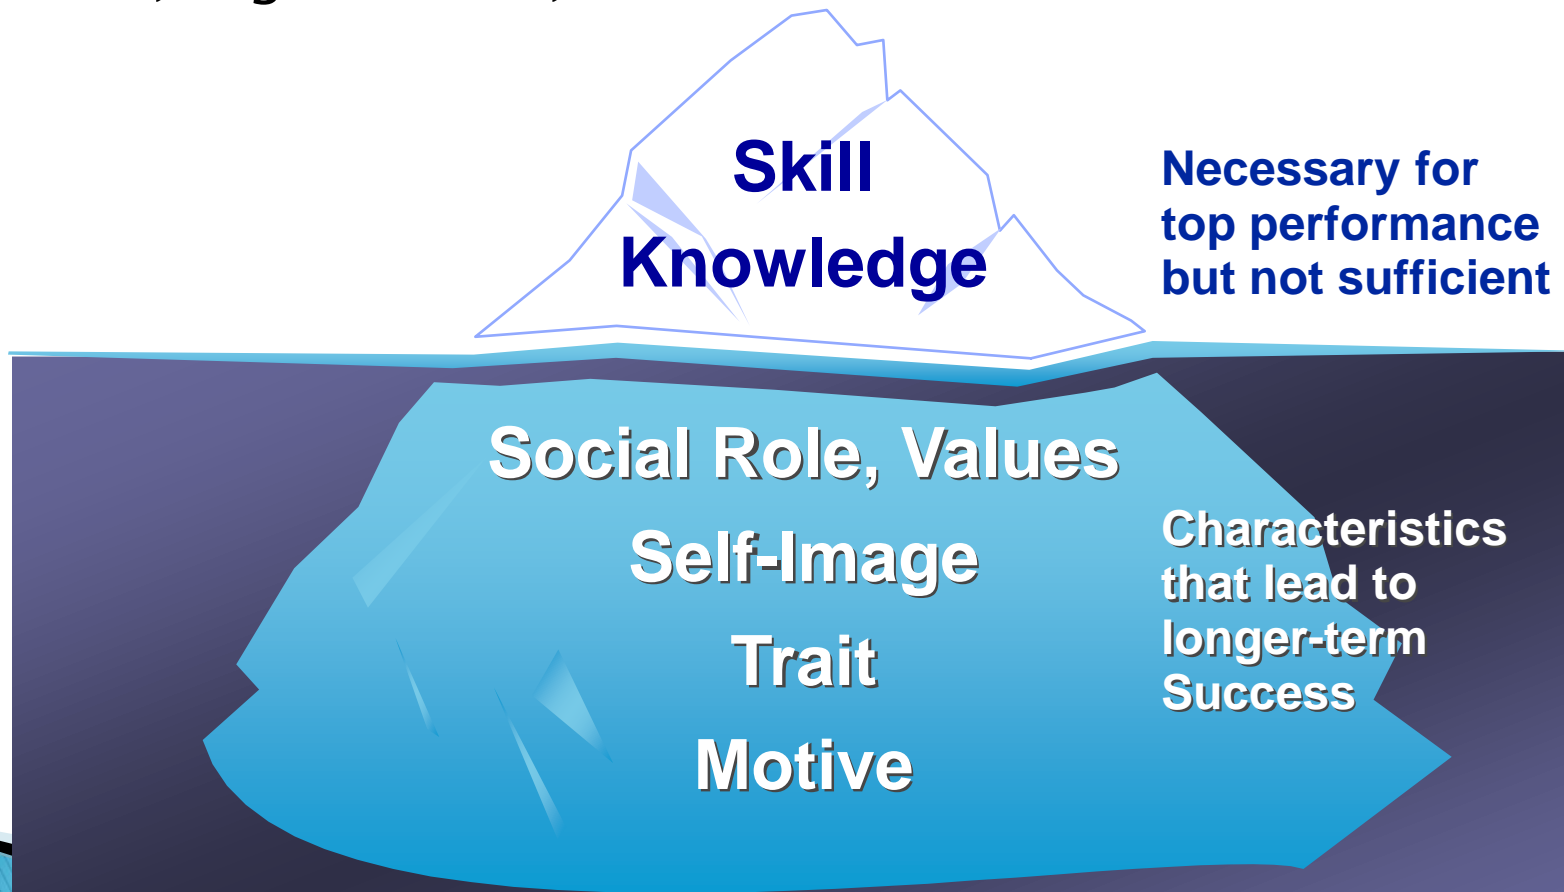 Skill
Knowledge
Necessary for
top performance
but not sufficient
Social Role, Values
Self-Image
Trait
Motive
Characteristics
that lead to
longer-term
Success